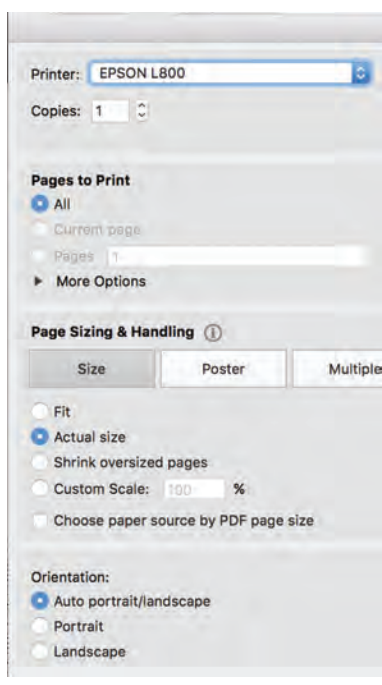 Printer: EPSON L800
Copies: 1
Pages to Print
All
Current page
Pages 1
More Options
Page Sizing & Handling
Size Poster Multiple
Fit
Actual size
Shrink oversized pages
Custom Scale: 100 %
Choose paper source by PDF page size
Orientation:
Auto portrait/landscape
Portrait
Landscape